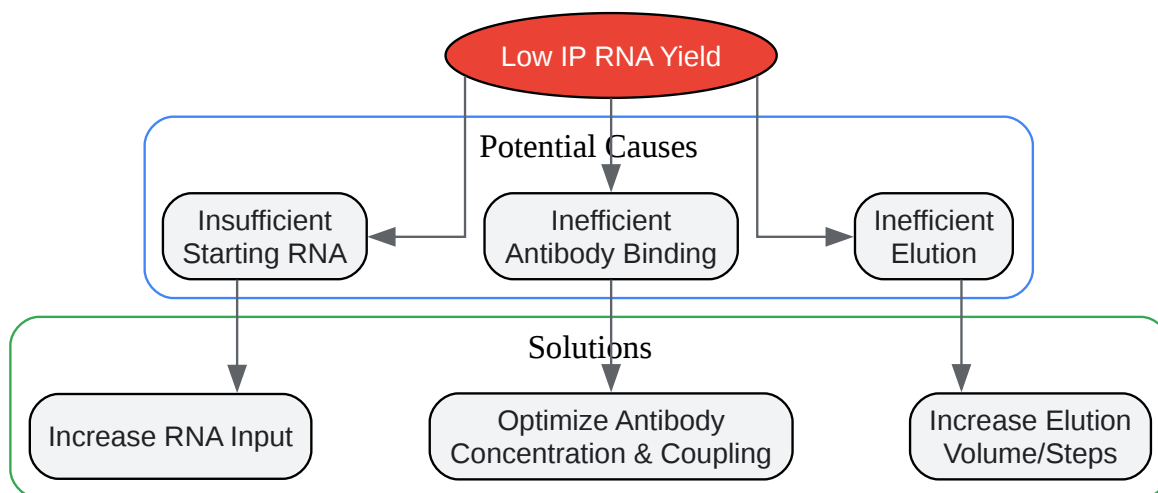 Low IP RNA Yield
Potential Causes
Insufficient
Starting RNA
Inefficient
Antibody Binding
Inefficient
Elution
Solutions
Increase RNA Input
Optimize Antibody
Concentration & Coupling
Increase Elution
Volume/Steps